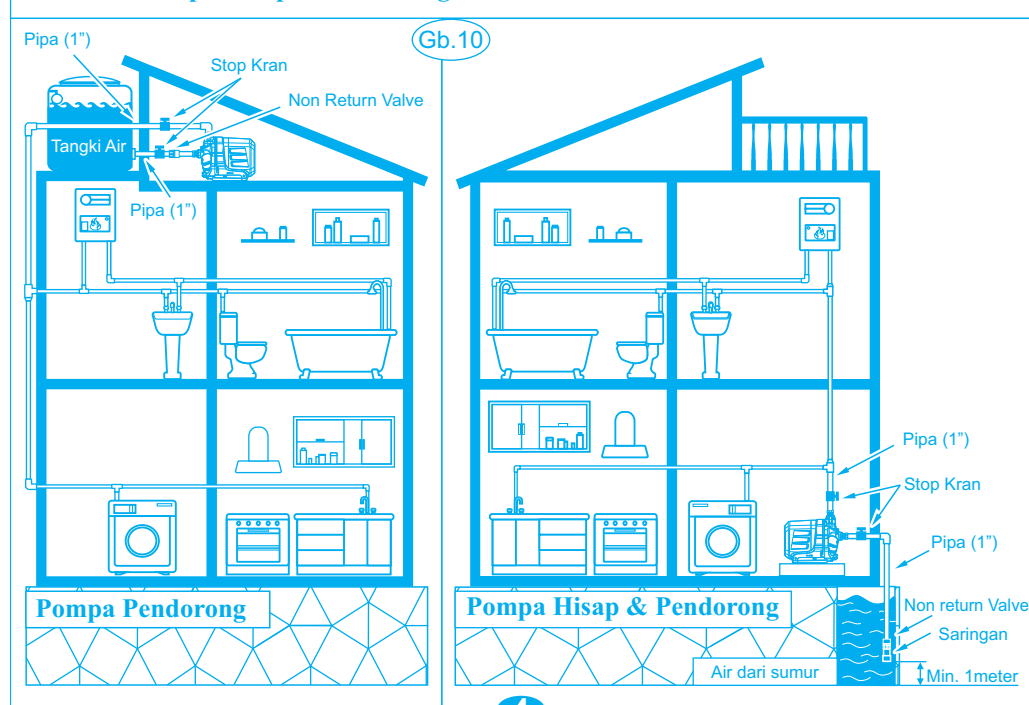 Gb.10
Pipa (1”)
Stop Kran
Non Return Valve
Tangki Air
Pipa (1”)
Pompa Pendorong
Pipa (1”)
Stop Kran
Pipa (1”)
Pompa Hisap & Pendorong
Non return Valve
Saringan
Air dari sumur
Min. 1meter